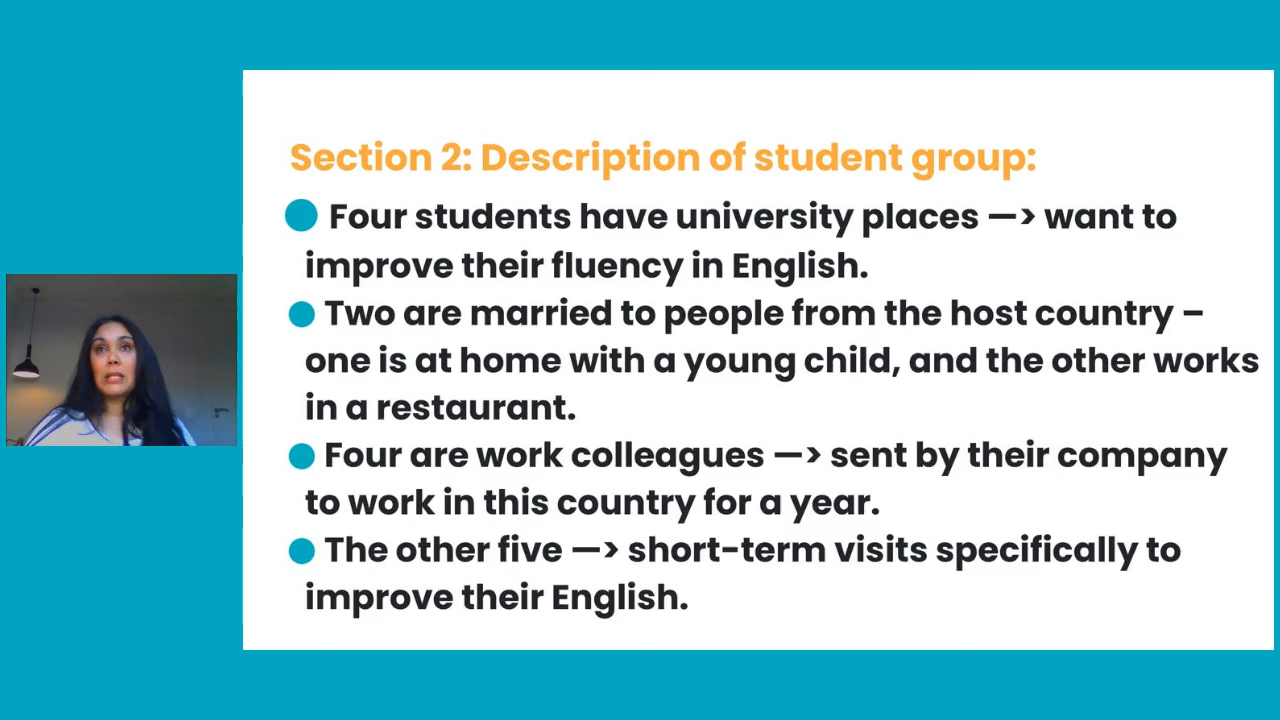 Section 2: Description of student group:
Four students have university places —> want to
improve their fluency in English.
Two are married to people from the host country –
one is at home with a young child, and the other works
in a restaurant.
Four are work colleagues —> sent by their company
to work in this country for a year.
The other five —> short-term visits specifically to
improve their English.